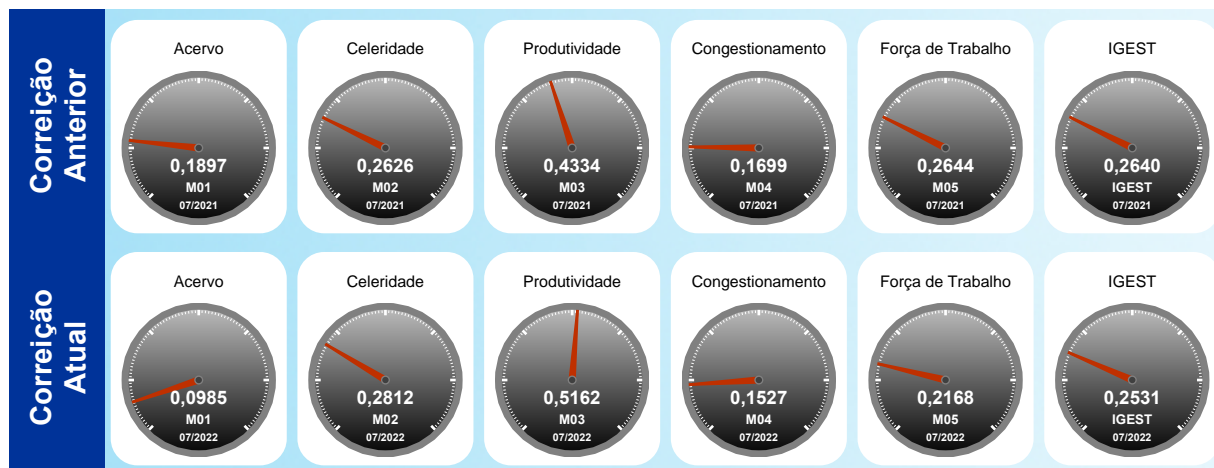 Correição
Anterior
Acervo
0,1897
M01
07/2021
Celeridade
0,2626
M02
07/2021
Produtividade
0,4334
M03
07/2021
Congestionamento
0,1699
M04
07/2021
Força de Trabalho
0,2644
M05
07/2021
IGEST
0,2640
IGEST
07/2021
Correição
Atual
Acervo
0,0985
M01
07/2022
Celeridade
0,2812
M02
07/2022
Produtividade
0,5162
M03
07/2022
Congestionamento
0,1527
M04
07/2022
Força de Trabalho
0,2168
M05
07/2022
IGEST
0,2531
IGEST
07/2022